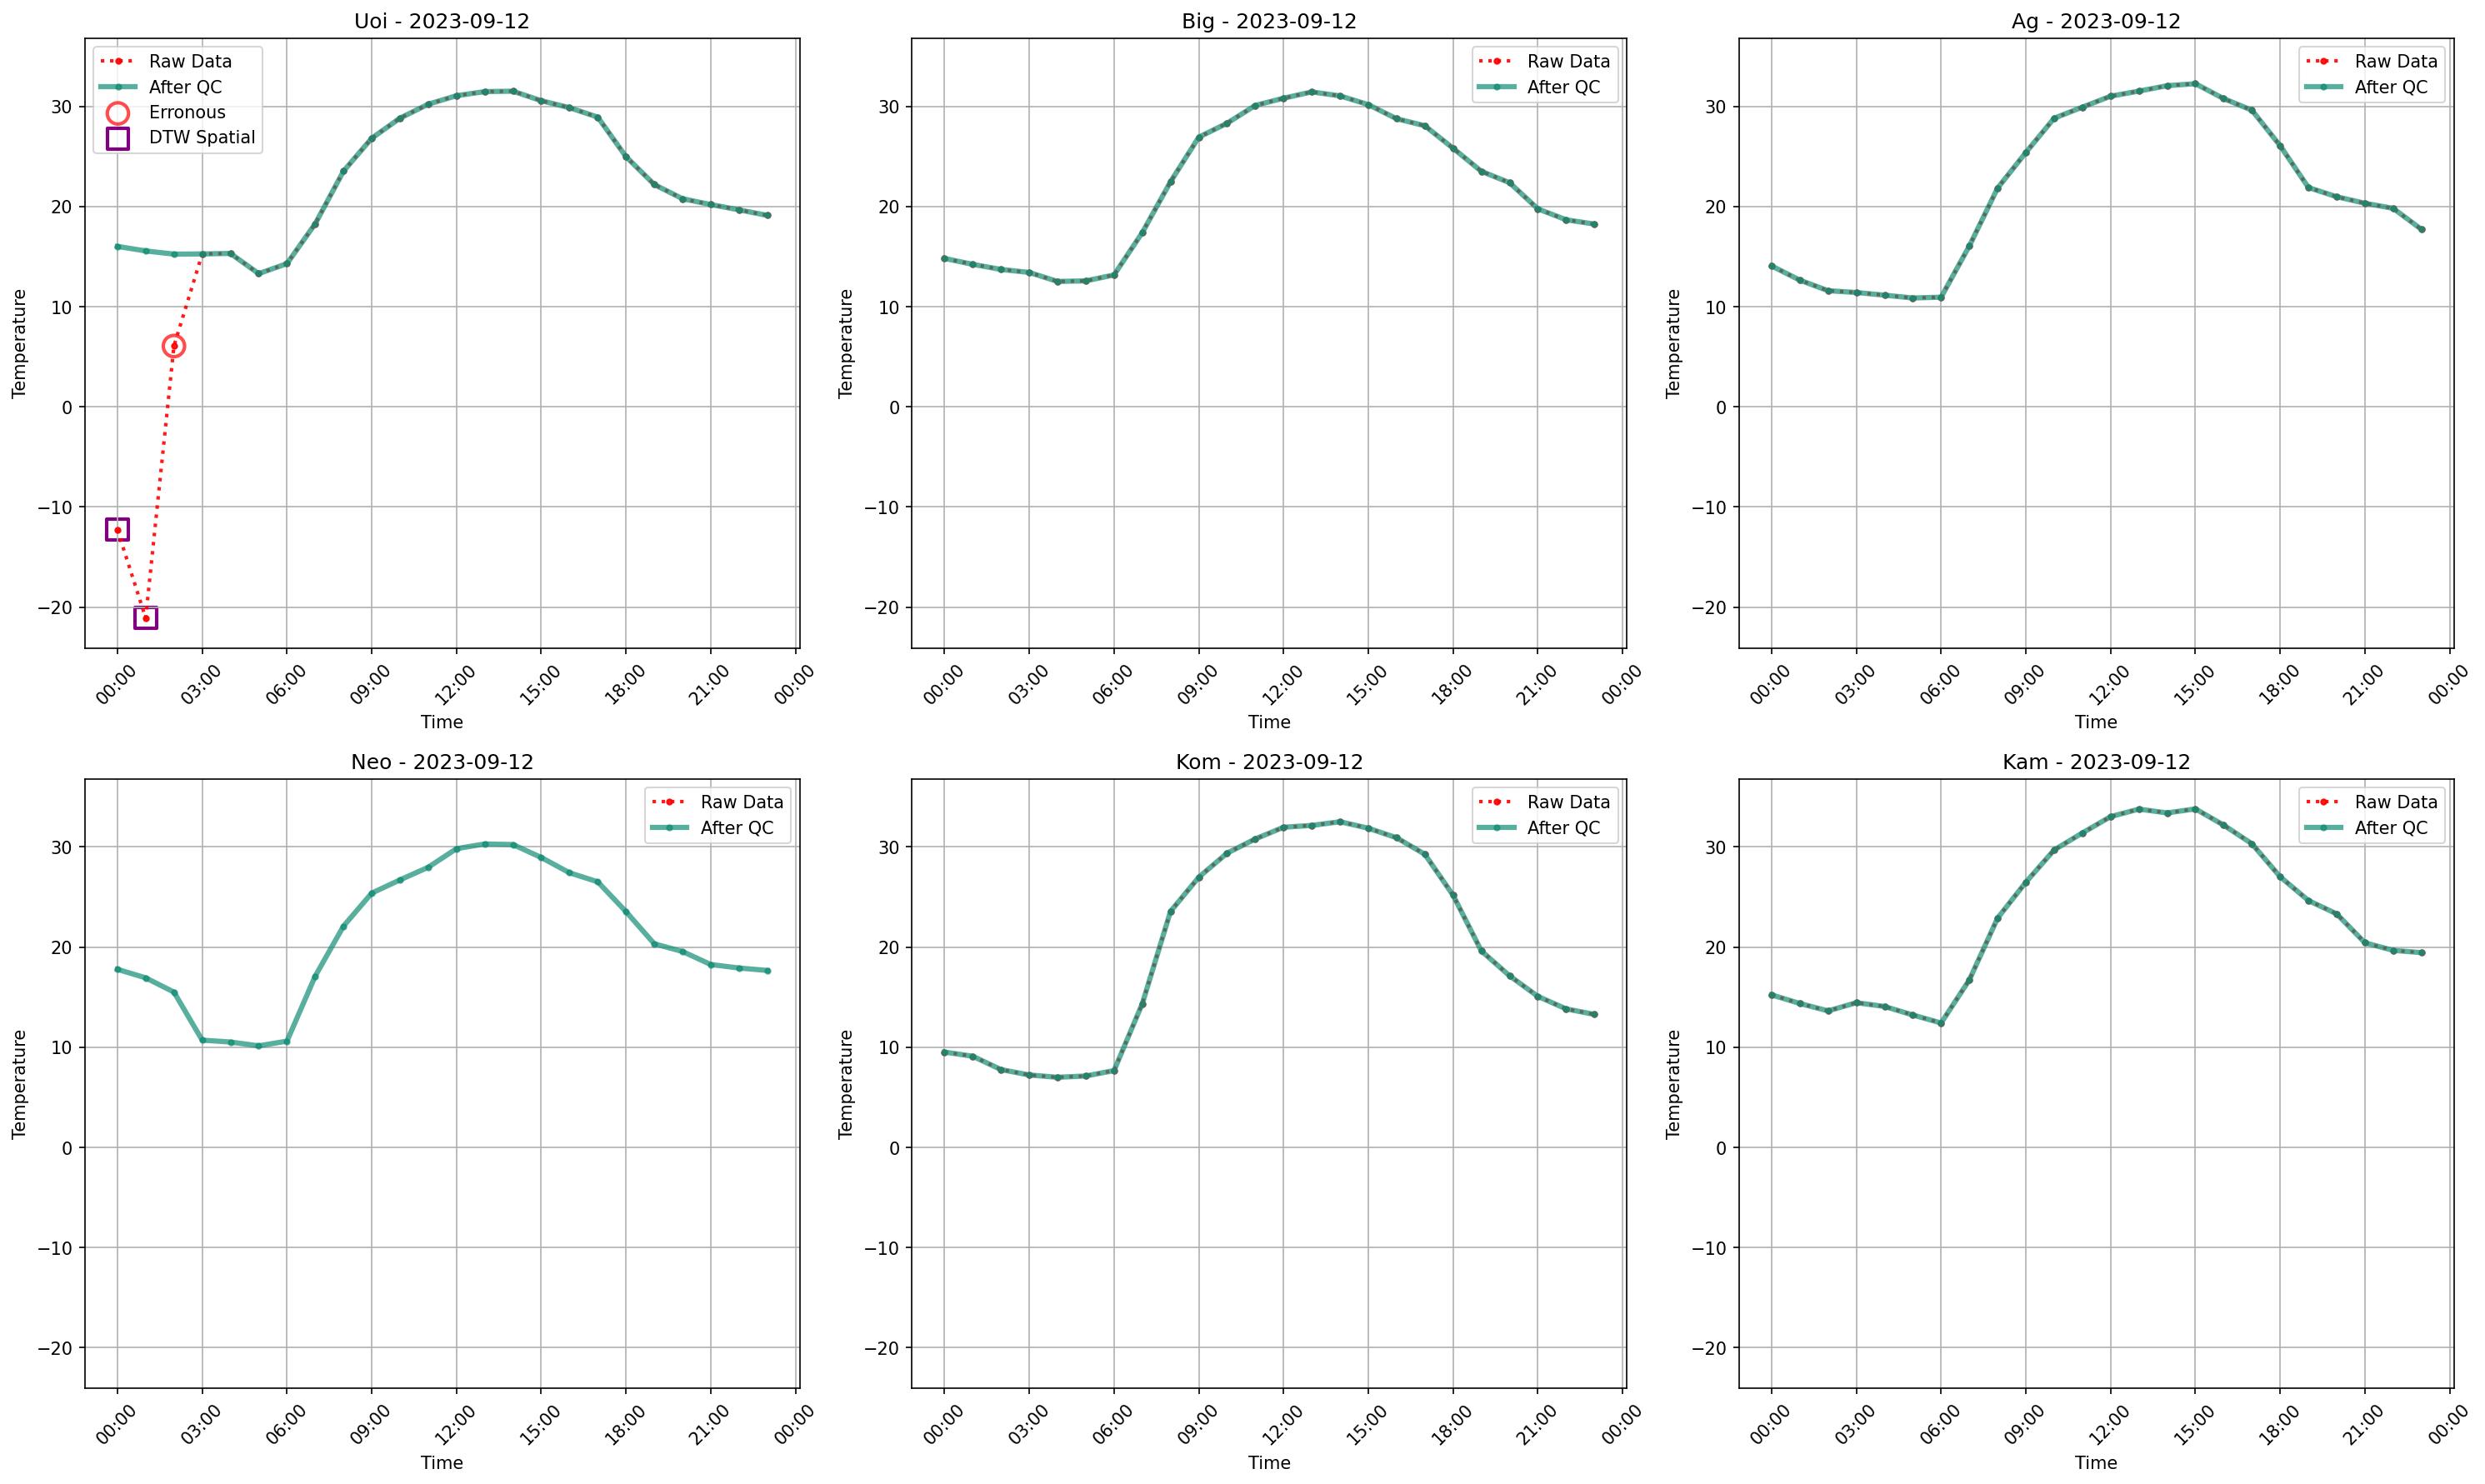 Uoi - 2023-09-12
Raw Data
After QC
Erronous
DTW Spatial
30
20
10
0
−10
−20
Temperature
00:00
03:00
06:00
09:00
12:00
15:00
18:00
21:00
00:00
Time
Big - 2023-09-12
Raw Data
After QC
30
20
10
0
−10
−20
Temperature
00:00
03:00
06:00
09:00
12:00
15:00
18:00
21:00
00:00
Time
Ag - 2023-09-12
Raw Data
After QC
30
20
10
0
−10
−20
Temperature
00:00
03:00
06:00
09:00
12:00
15:00
18:00
21:00
00:00
Time
Neo - 2023-09-12
Raw Data
After QC
30
20
10
0
−10
−20
Temperature
00:00
03:00
06:00
09:00
12:00
15:00
18:00
21:00
00:00
Time
Kom - 2023-09-12
Raw Data
After QC
30
20
10
0
−10
−20
Temperature
00:00
03:00
06:00
09:00
12:00
15:00
18:00
21:00
00:00
Time
Kam - 2023-09-12
Raw Data
After QC
30
20
10
0
−10
−20
Temperature
00:00
03:00
06:00
09:00
12:00
15:00
18:00
21:00
00:00
Time